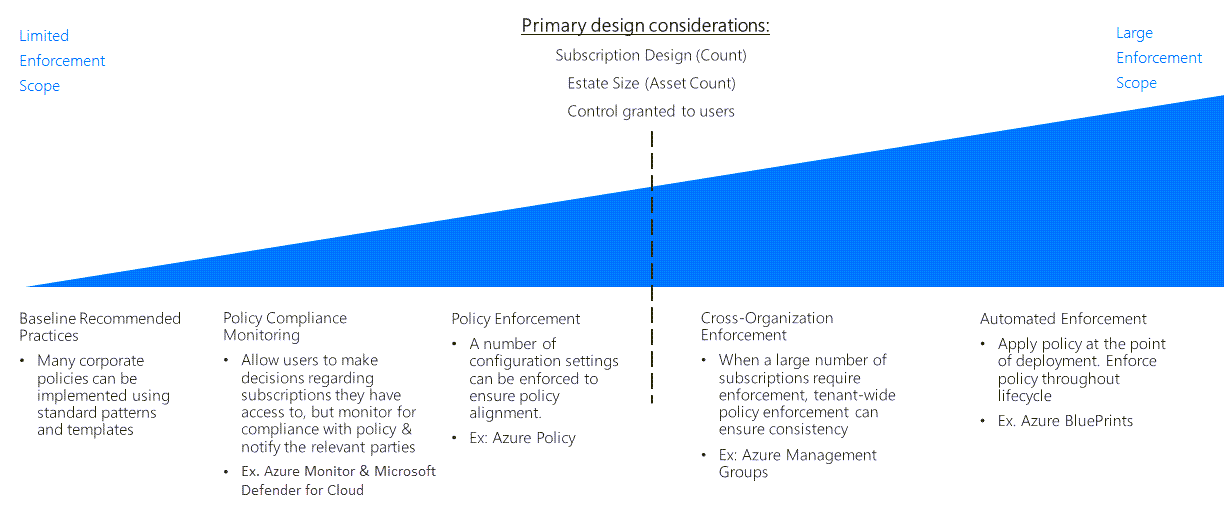 Limited
Enforcement
Scope
Primary design considerations:
Subscription Design (Count)
Estate Size (Asset Count)
Control granted to users
Large
Enforcement
Scope
Baseline Recommended
Practices
• Many corporate
policies can be
implemented using
standard patterns
and templates
Policy Compliance
Monitoring
• Allow users to make
decisions regarding
subscriptions they have
access to, but monitor for
compliance with policy &
notify the relevant parties
• Ex. Azure Monitor & Microsoft
Defender for Cloud
Policy Enforcement
• A number of
configuration settings
can be enforced to
ensure policy
alignment.
• Ex: Azure Policy
Cross-Organization
Enforcement
• When a large number of
subscriptions require
enforcement, tenant-wide
policy enforcement can
ensure consistency
• Ex: Azure Management
Groups
Automated Enforcement
• Apply policy at the point
of deployment. Enforce
policy throughout
lifecycle
• Ex. Azure BluePrints